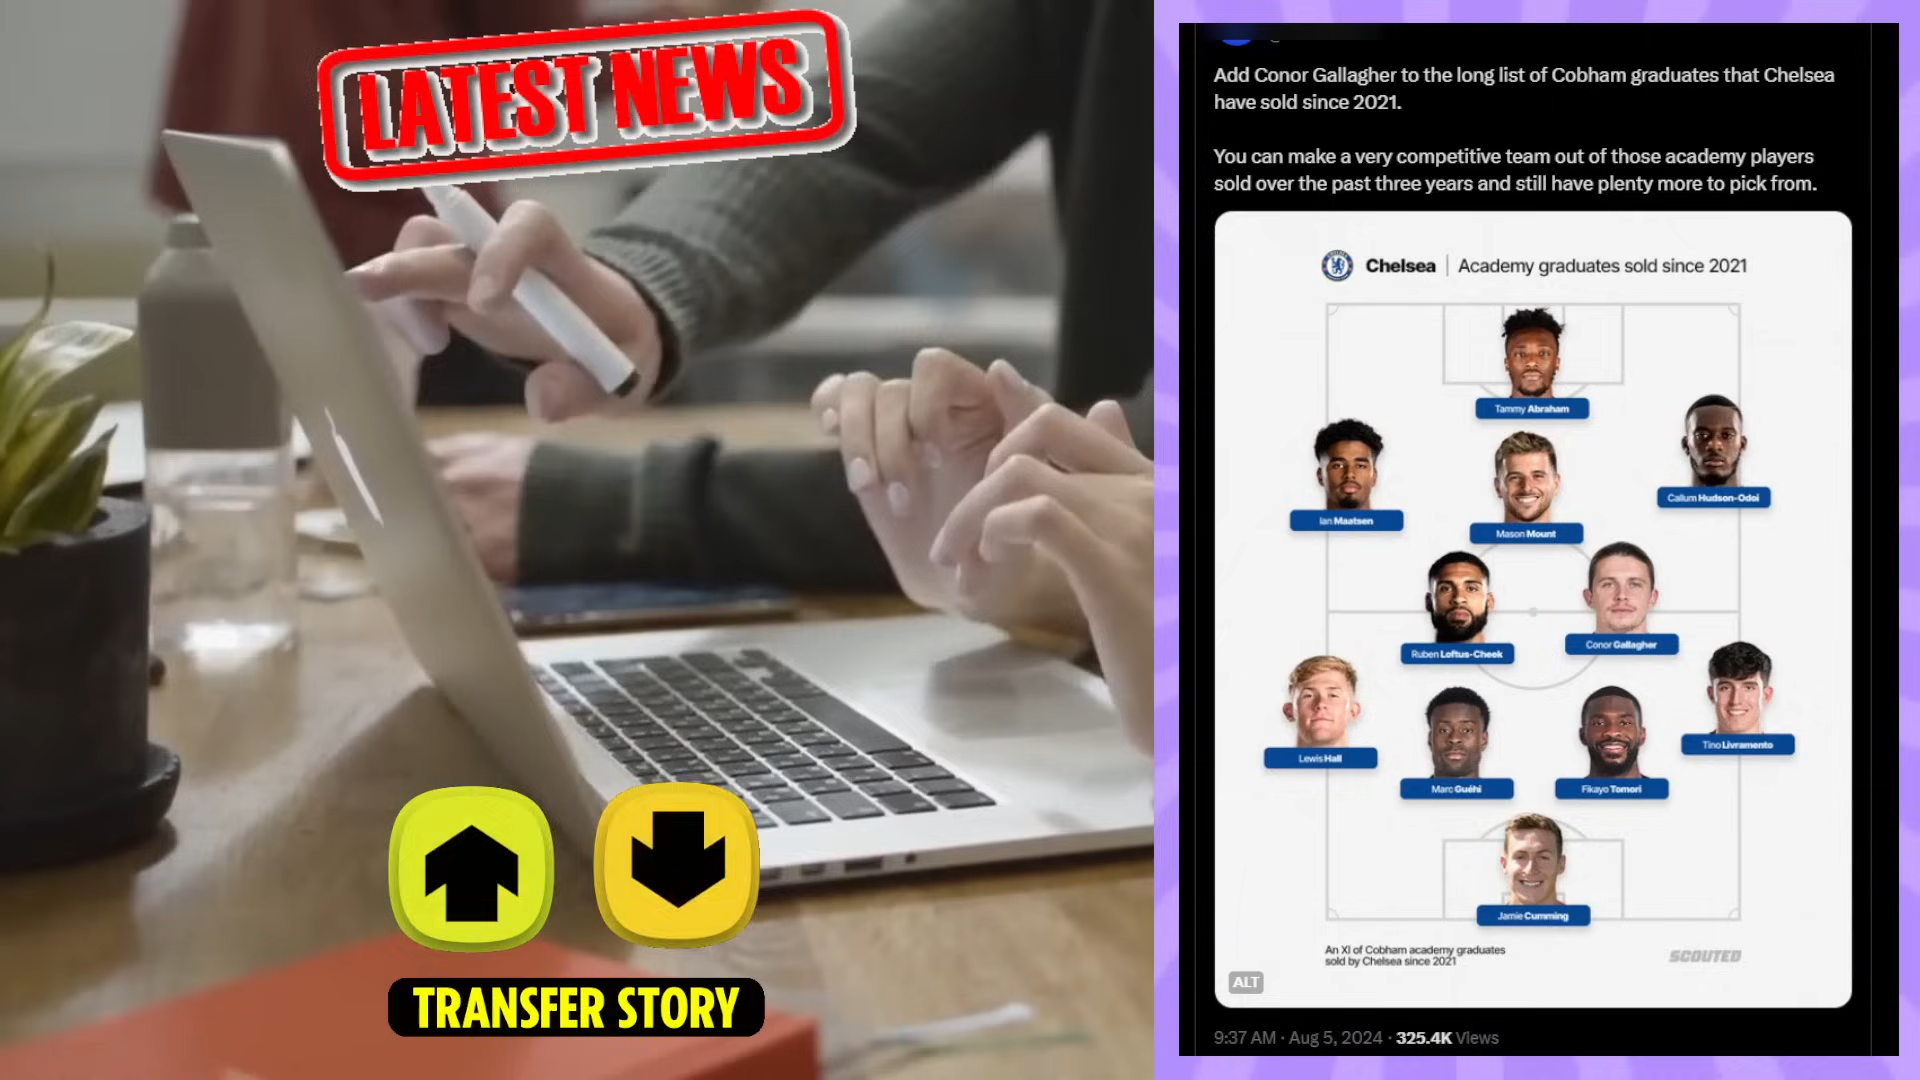 LATEST NEWS
TRANSFER STORY
Add Conor Gallagher to the long list of Cobham graduates that Chelsea
have sold since 2021.
You can make a very competitive team out of those academy players
sold over the past three years and still have plenty more to pick from.
Chelsea | Academy graduates sold since 2021
Tammy Abraham
Callum Hudson-Odoi
Ian Maatsen
Mason Mount
Conor Gallagher
Ruben Loftus-Cheek
Tino Livramento
Lewis Hall
Marc Guéhi
Fikayo Tomori
Jamie Cumming
An XI of Cobham academy graduates
sold by Chelsea since 2021
SCOUTED
ALT
9:37 AM · Aug 5, 2024 · 325.4K Views